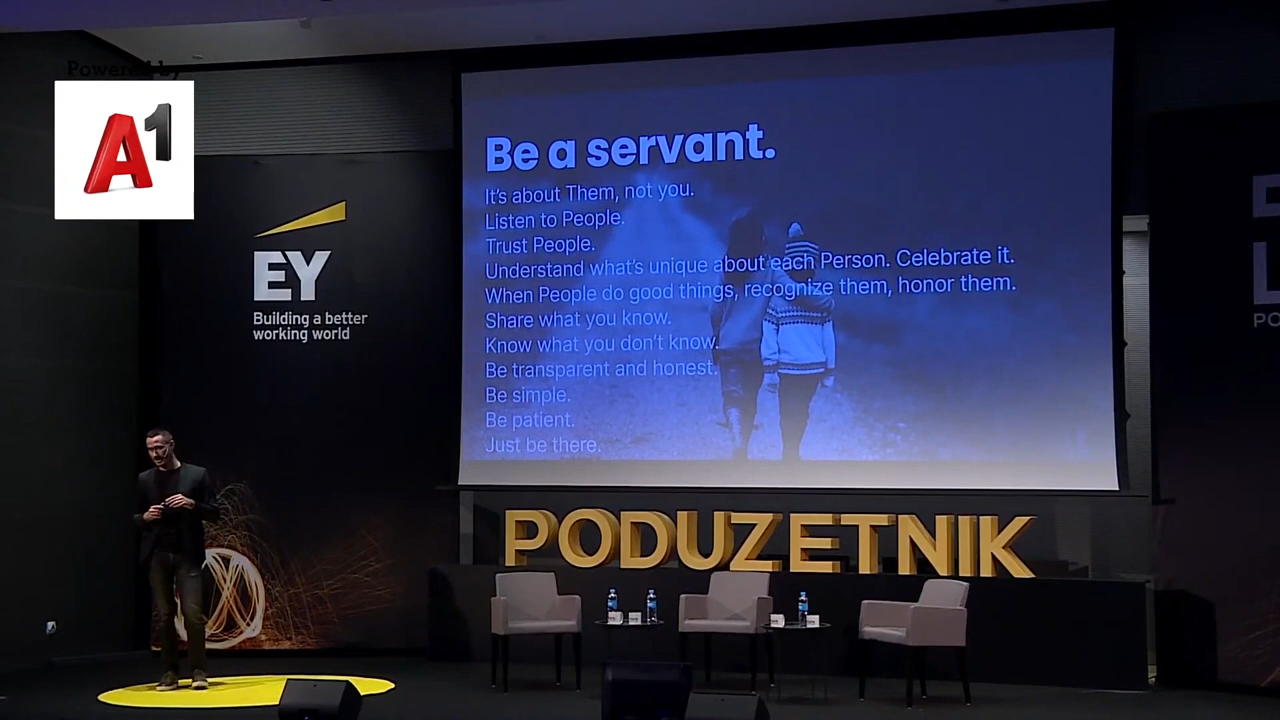 Powered by
A1
EY
Building a better
working world
Be a servant.
It's about Them, not you.
Listen to People.
Trust People.
Understand what's unique about each Person. Celebrate it.
When People do good things, recognize them, honor them.
Share what you know.
Know what you don't know.
Be transparent and honest.
Be simple.
Be patient.
Just be there.
PODUZETNIK